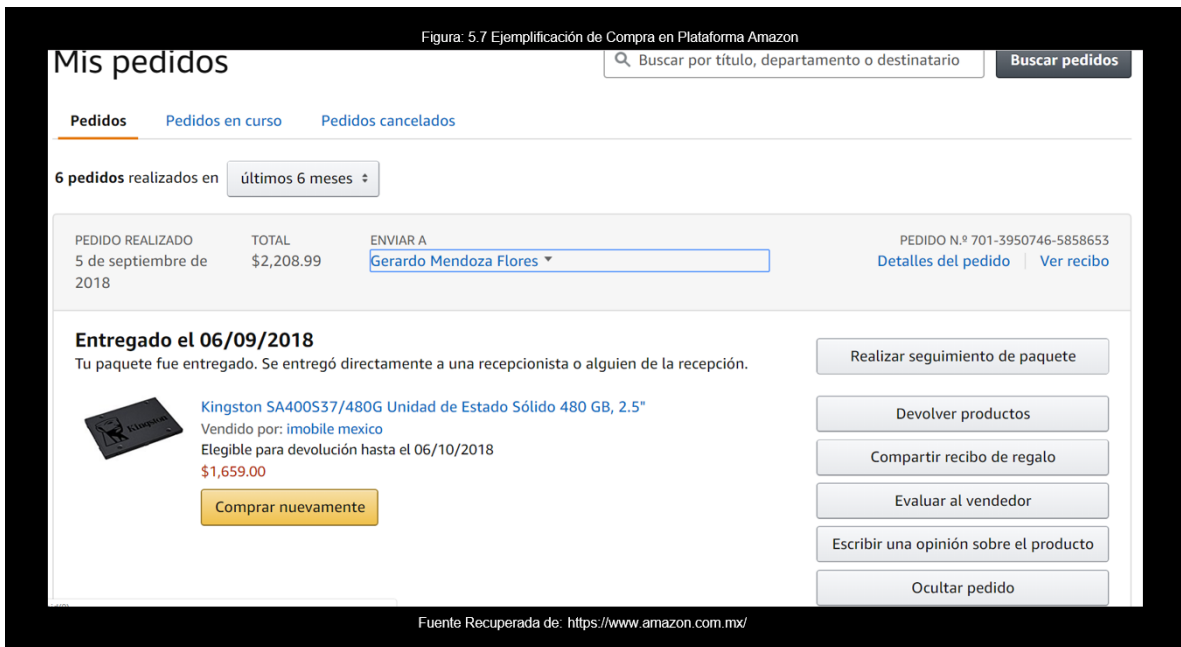 Figura: 5.7 Ejemplificación de Compra en Plataforma Amazon
Mis pedidos
Buscar por título, departamento o destinatario
Buscar pedidos
Pedidos
Pedidos en curso
Pedidos cancelados
6 pedidos realizados en
últimos 6 meses
PEDIDO REALIZADO
5 de septiembre de
2018
TOTAL
$2,208.99
ENVIAR A
Gerardo Mendoza Flores
PEDIDO N.º 701-3950746-5858653
Detalles del pedido
Ver recibo
Entregado el 06/09/2018
Tu paquete fue entregado. Se entregó directamente a una recepcionista o alguien de la recepción.
Kingston
Kingston SA400S37/480G Unidad de Estado Sólido 480 GB, 2.5"
Vendido por: imobile mexico
Elegible para devolución hasta el 06/10/2018
$1,659.00
Comprar nuevamente
Realizar seguimiento de paquete
Devolver productos
Compartir recibo de regalo
Evaluar al vendedor
Escribir una opinión sobre el producto
Ocultar pedido
Fuente Recuperada de: https://www.amazon.com.mx/